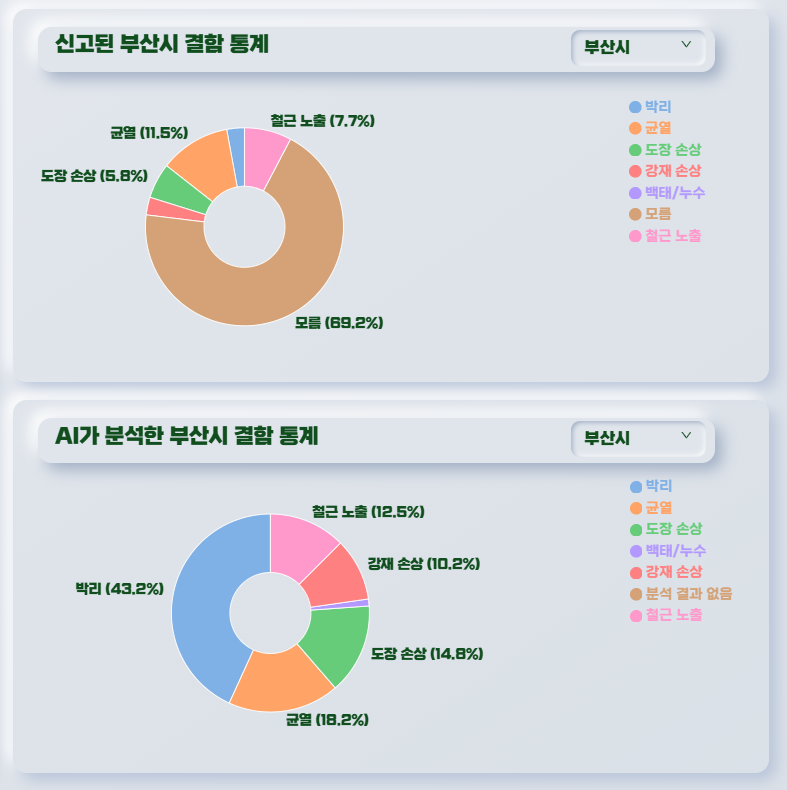 신고된 부산시 결함 통계
부산시
철근 노출 (7.7%)
균열 (11.5%)
도장 손상 (5.8%)
모름 (69.2%)
박리
균열
도장 손상
강재 손상
백태/누수
모름
철근 노출
AI가 분석한 부산시 결함 통계
부산시
철근 노출 (12.5%)
강재 손상 (10.2%)
박리 (43.2%)
도장 손상 (14.8%)
균열 (18.2%)
박리
균열
도장 손상
백태/누수
강재 손상
분석 결과 없음
철근 노출